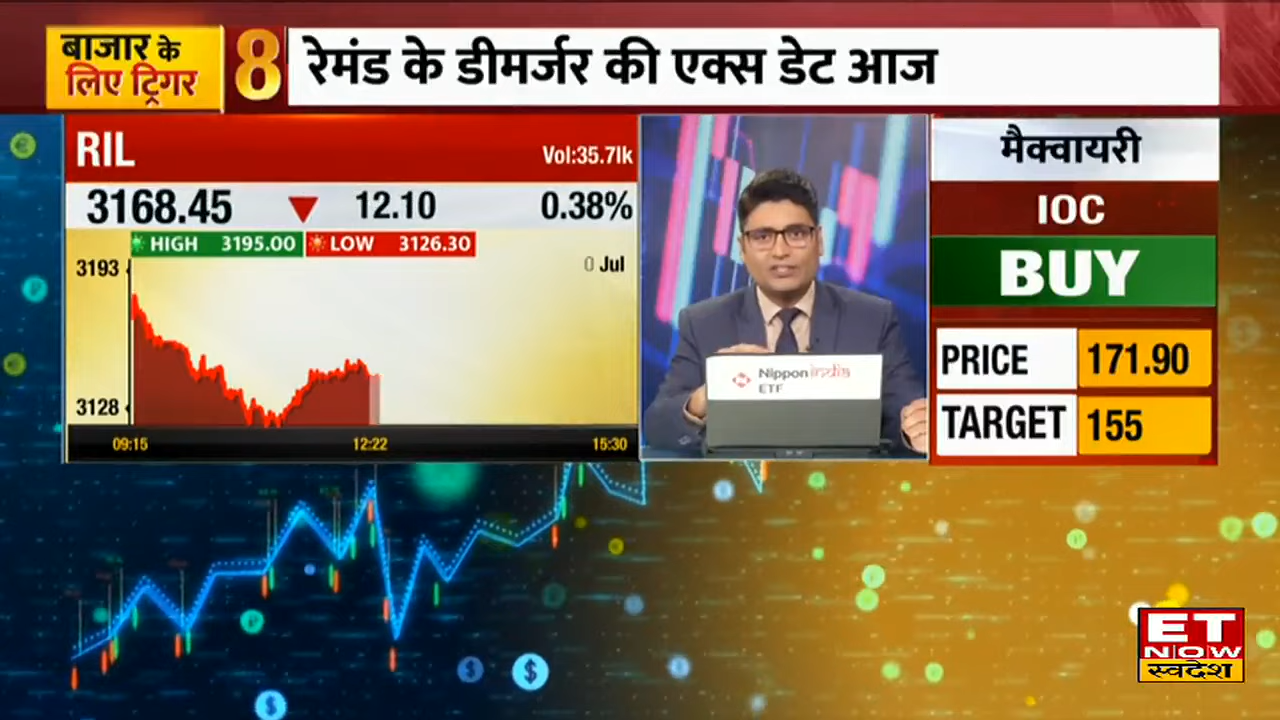 बाजार के
लिए ट्रिगर
8
रेमंड के डीमर्जर की एक्स डेट आज
RIL
Vol:35.7lk
3168.45
12.10
0.38%
HIGH 3195.00
LOW 3126.30
3193
0 Jul
3128
09:15
12:22
15:30
Nippon india
ETF
मैक्वायरी
IOC
BUY
PRICE
171.90
TARGET
155
ET
NOW
स्वदेश